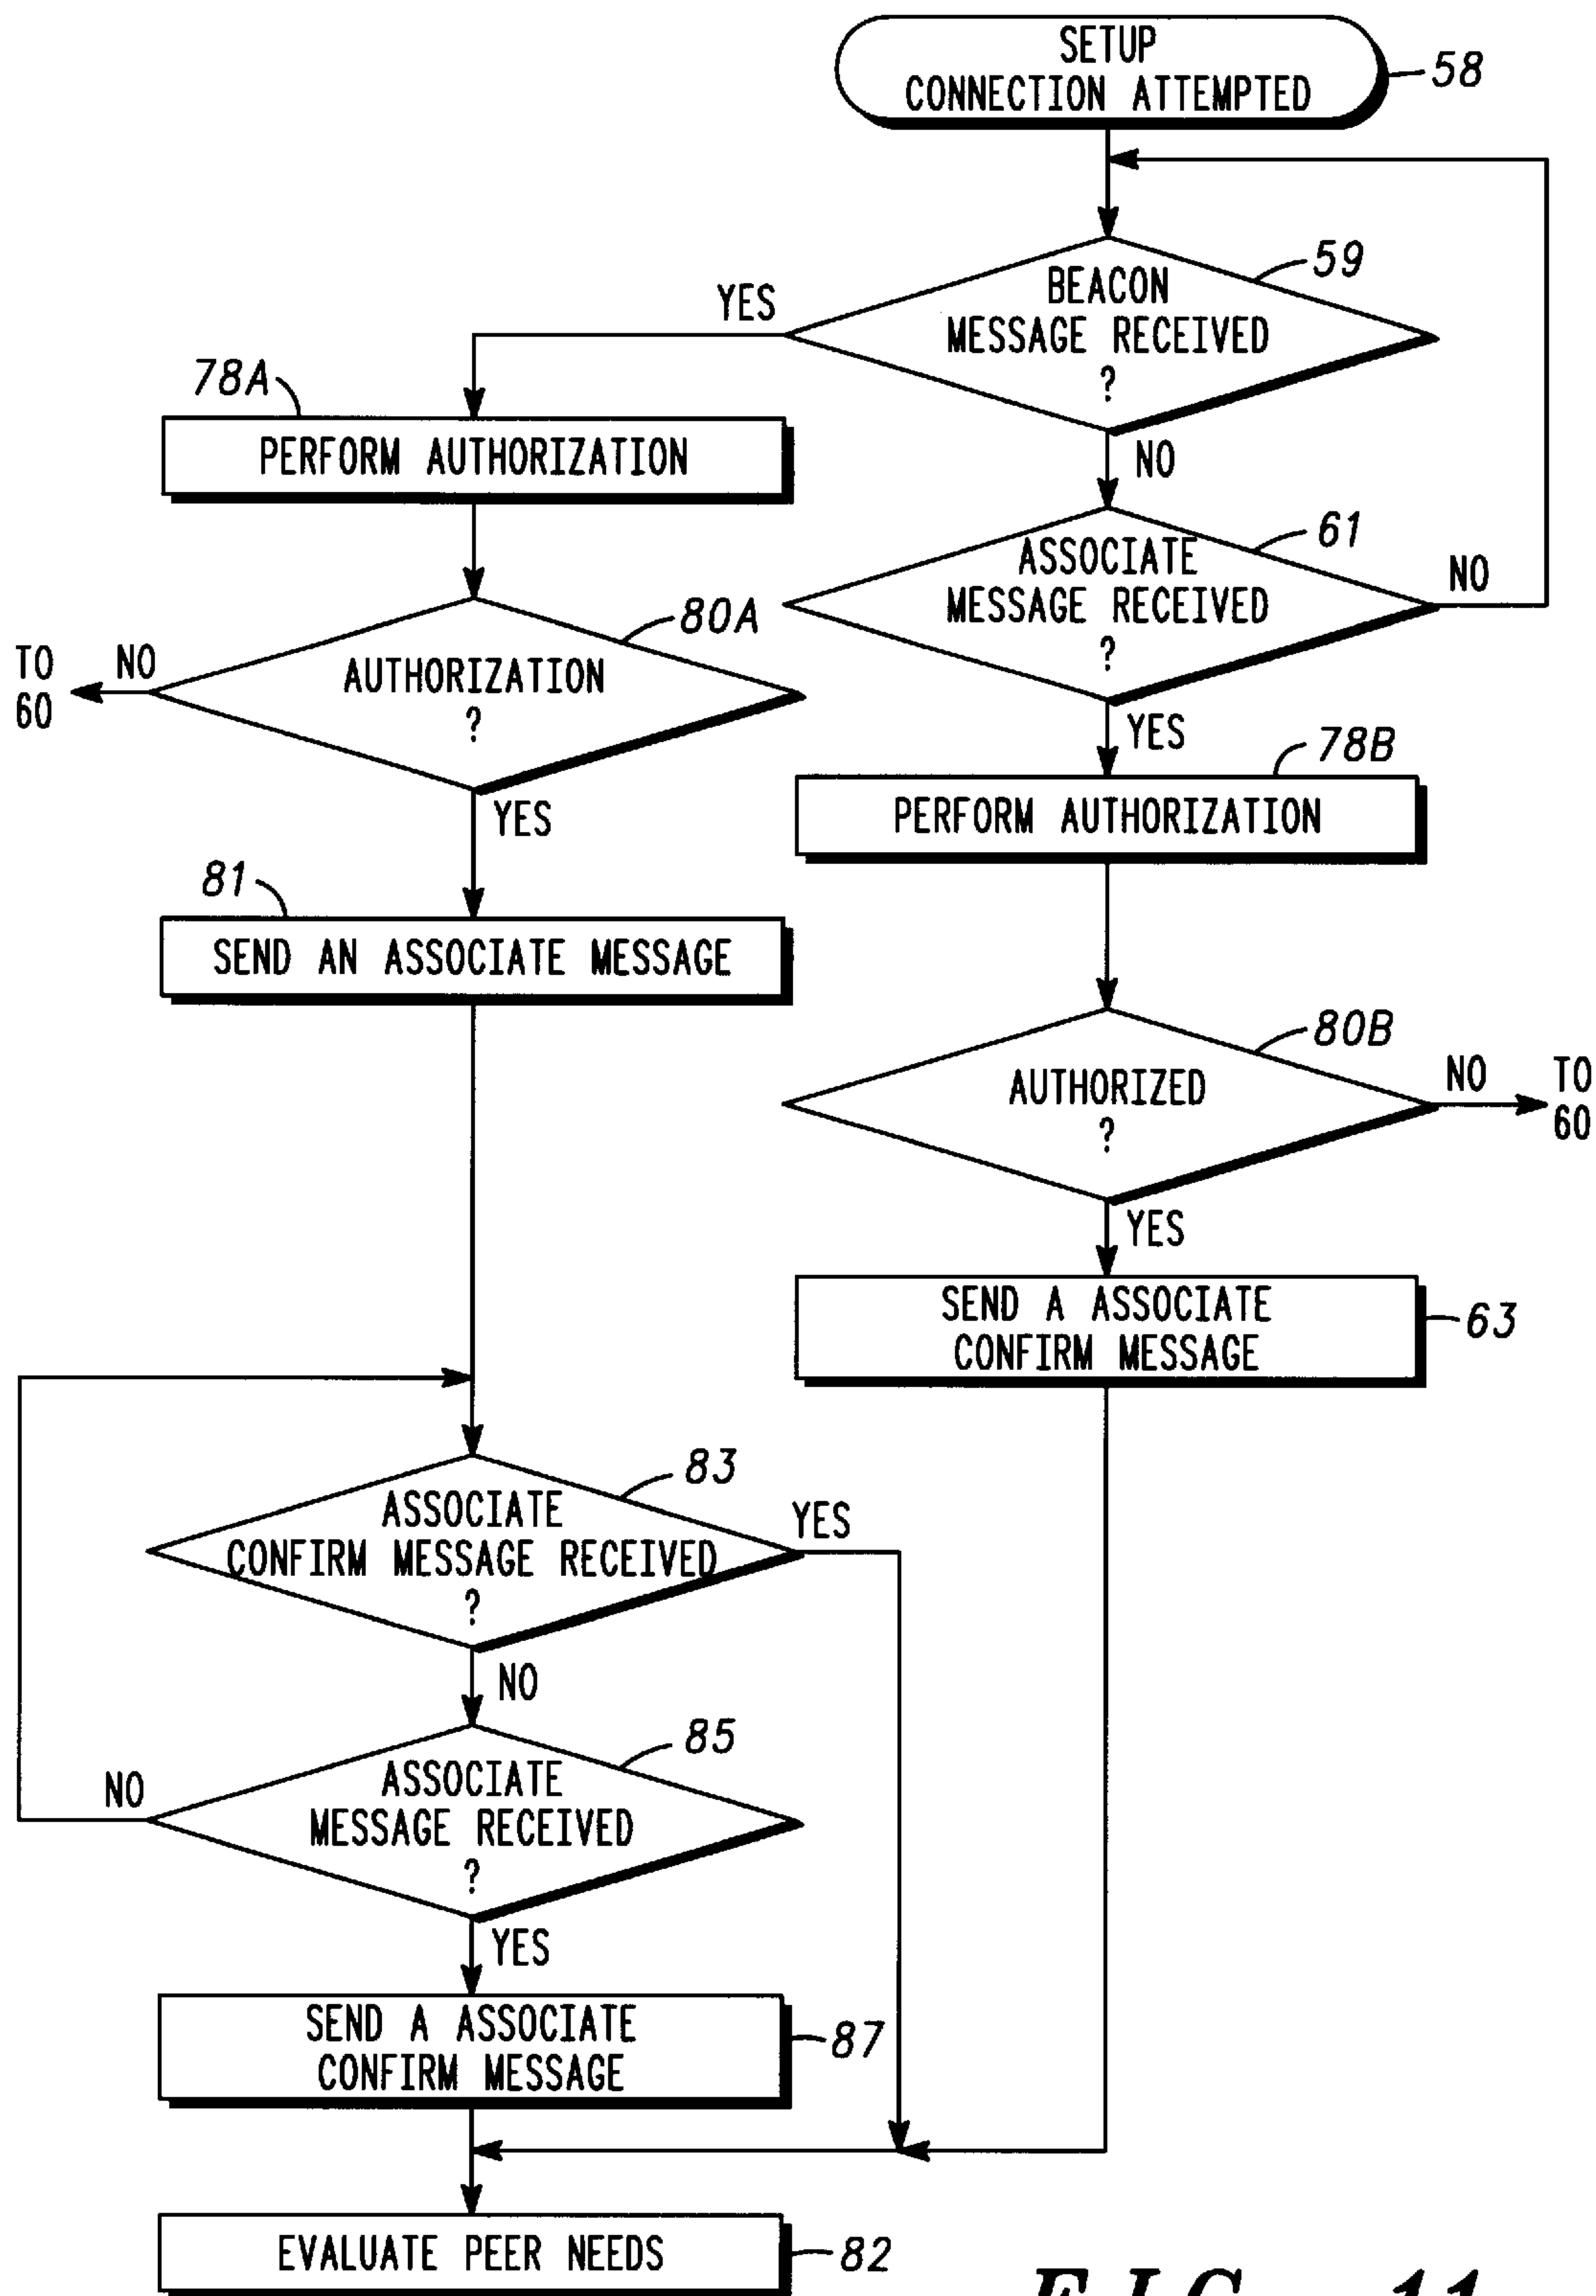 SETUP
CONNECTION ATTEMPTED
58
BEACON
MESSAGE RECEIVED
?
59
YES
NO
78A
PERFORM AUTHORIZATION
ASSOCIATE
MESSAGE RECEIVED
?
61
NO
YES
AUTHORIZATION
?
80A
NO
TO
60
YES
78B
PERFORM AUTHORIZATION
81
SEND AN ASSOCIATE MESSAGE
AUTHORIZED
?
80B
NO
TO
60
YES
SEND A ASSOCIATE
CONFIRM MESSAGE
63
ASSOCIATE
CONFIRM MESSAGE RECEIVED
?
83
YES
NO
ASSOCIATE
MESSAGE RECEIVED
?
85
NO
YES
SEND A ASSOCIATE
CONFIRM MESSAGE
87
EVALUATE PEER NEEDS
82
FIG. 11